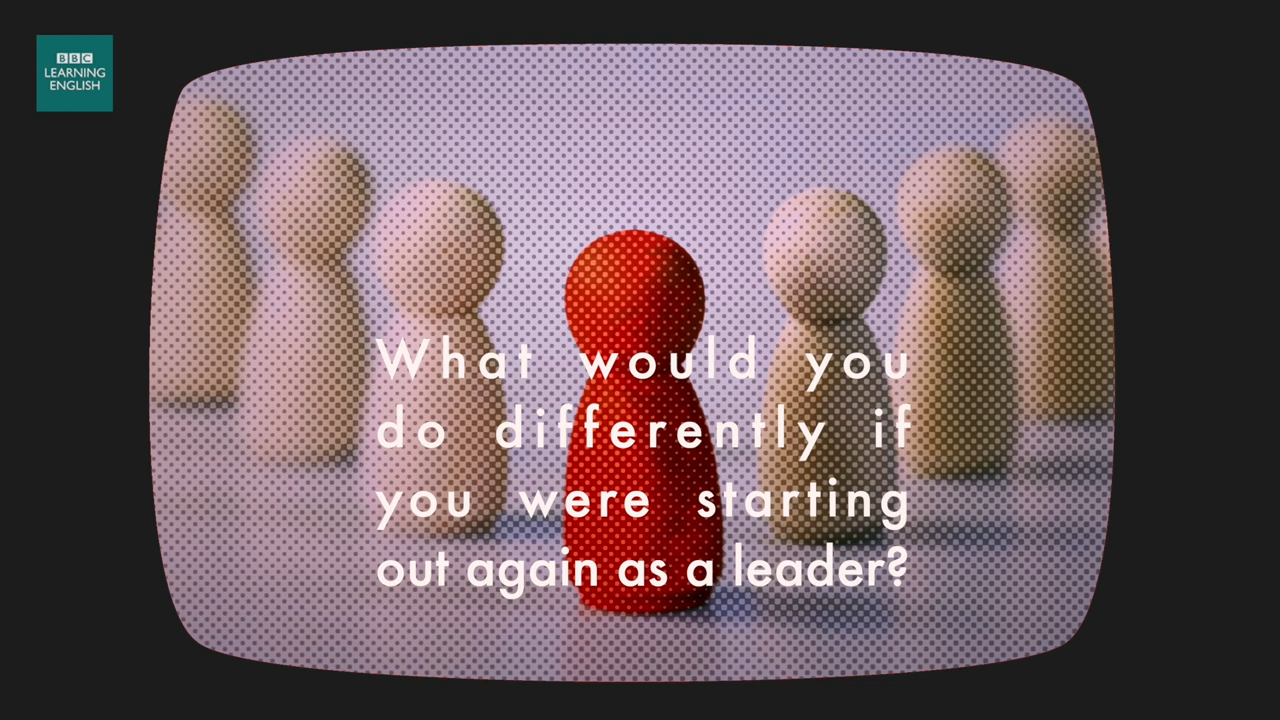 BBC
LEARNING
ENGLISH
What would you
do differently if
you were starting
out again as a leader?